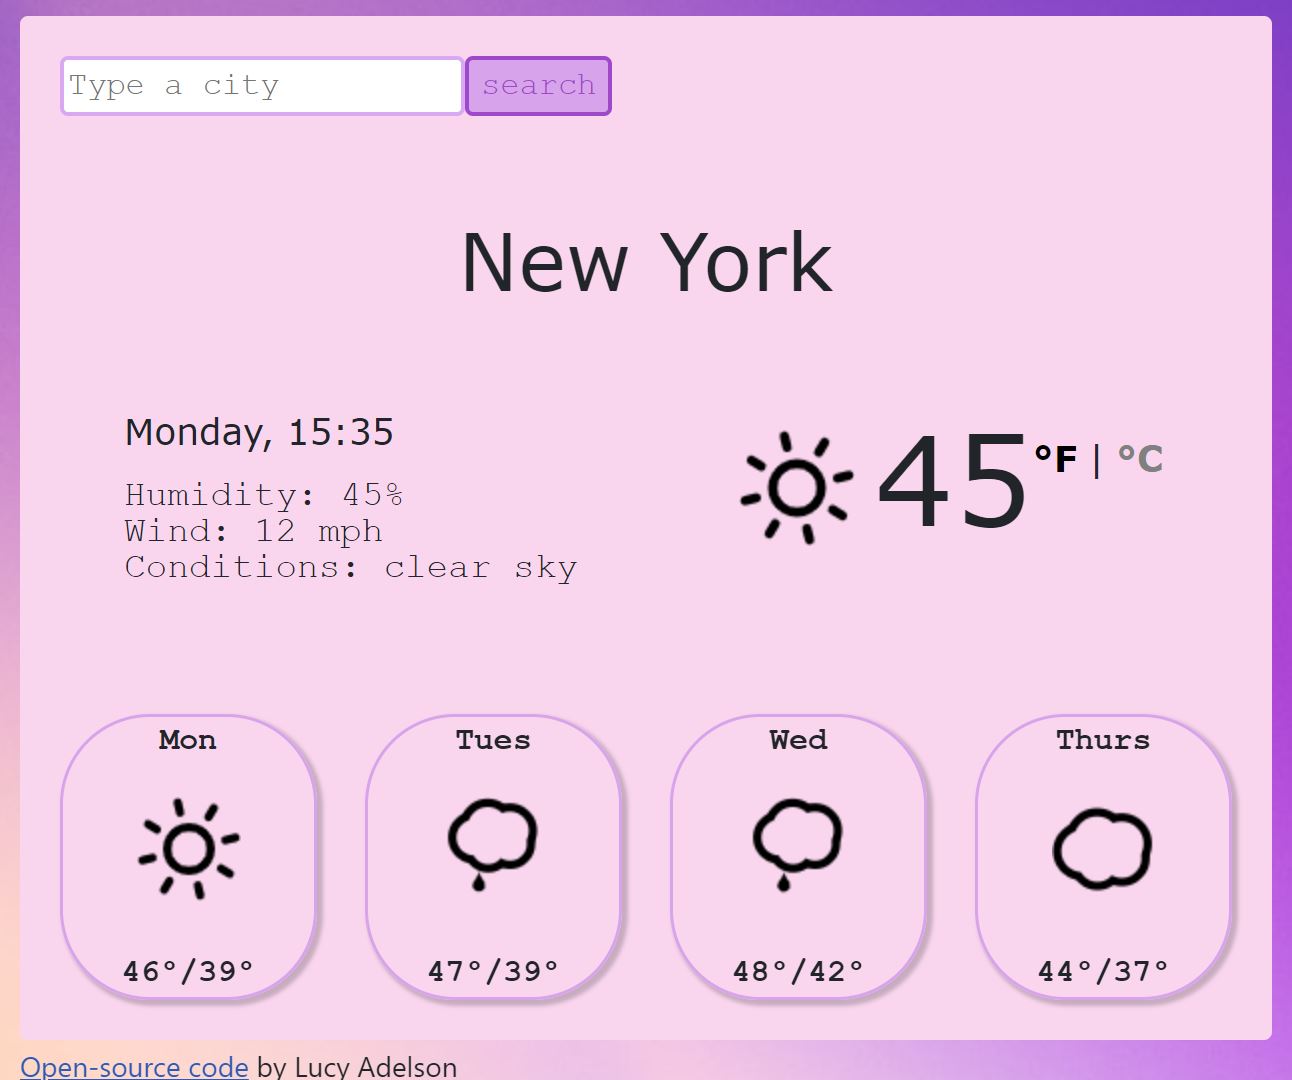 Type a city
search
New York
Monday, 15:35
Humidity: 45%
Wind: 12 mph
Conditions: clear sky
45 °F | °C
Mon
46°/39°
Tues
47°/39°
Wed
48°/42°
Thurs
44°/37°
Open-source code by Lucy Adelson